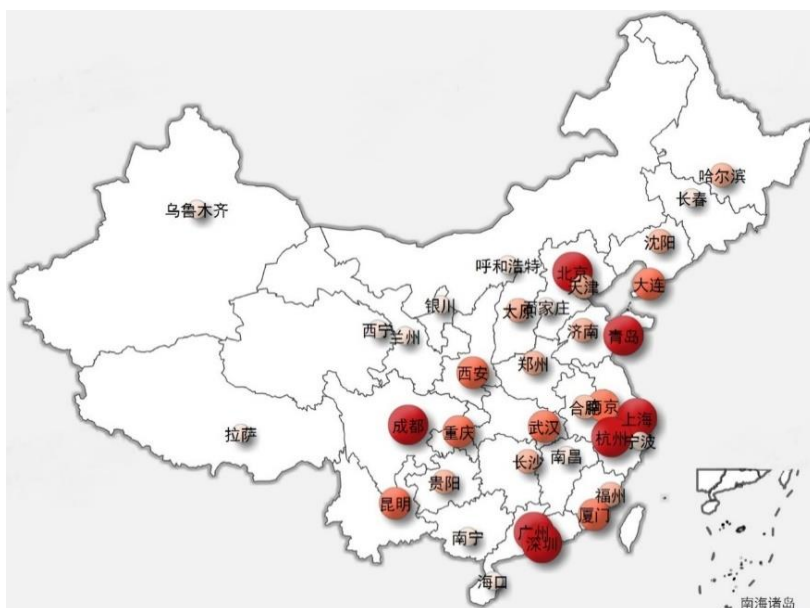 哈尔滨
长春
乌鲁木齐
沈阳
呼和浩特
北京
大连
天津
银川
太原
石家庄
西宁
兰州
济南
青岛
郑州
西安
合肥
南京
上海
成都
重庆
武汉
杭州
宁波
拉萨
长沙
南昌
贵阳
福州
昆明
厦门
广州
南宁
深圳
海口
南海诸岛